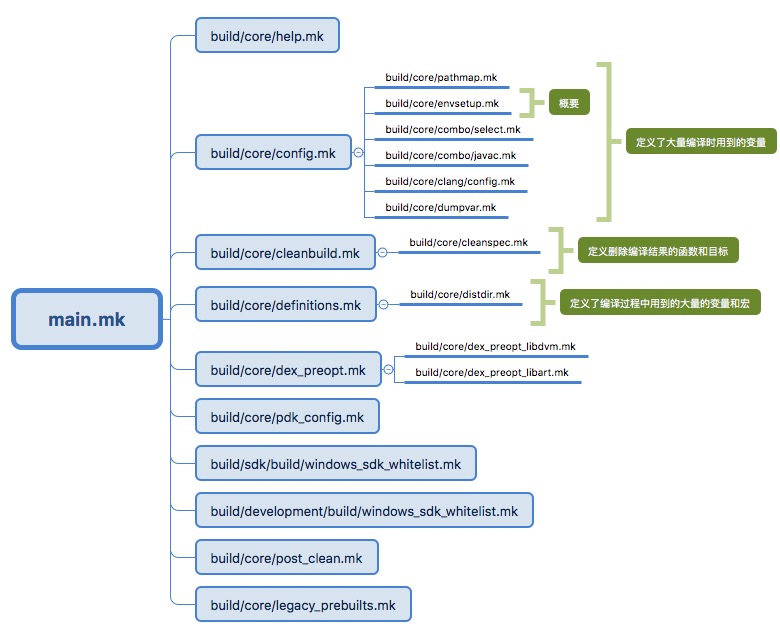 main.mk
build/core/help.mk
build/core/config.mk
build/core/pathmap.mk
build/core/envsetup.mk
build/core/combo/select.mk
build/core/combo/javac.mk
build/core/clang/config.mk
build/core/dumpvar.mk
概要
定义了大量编译时用到的变量
build/core/cleanbuild.mk
build/core/cleanspec.mk
定义删除编译结果的函数和目标
build/core/definitions.mk
build/core/distdir.mk
定义了编译过程中用到的大量的变量和宏
build/core/dex_preopt.mk
build/core/dex_preopt_libdvm.mk
build/core/dex_preopt_libart.mk
build/core/pdk_config.mk
build/sdk/build/windows_sdk_whitelist.mk
build/development/build/windows_sdk_whitelist.mk
build/core/post_clean.mk
build/core/legacy_prebuilts.mk